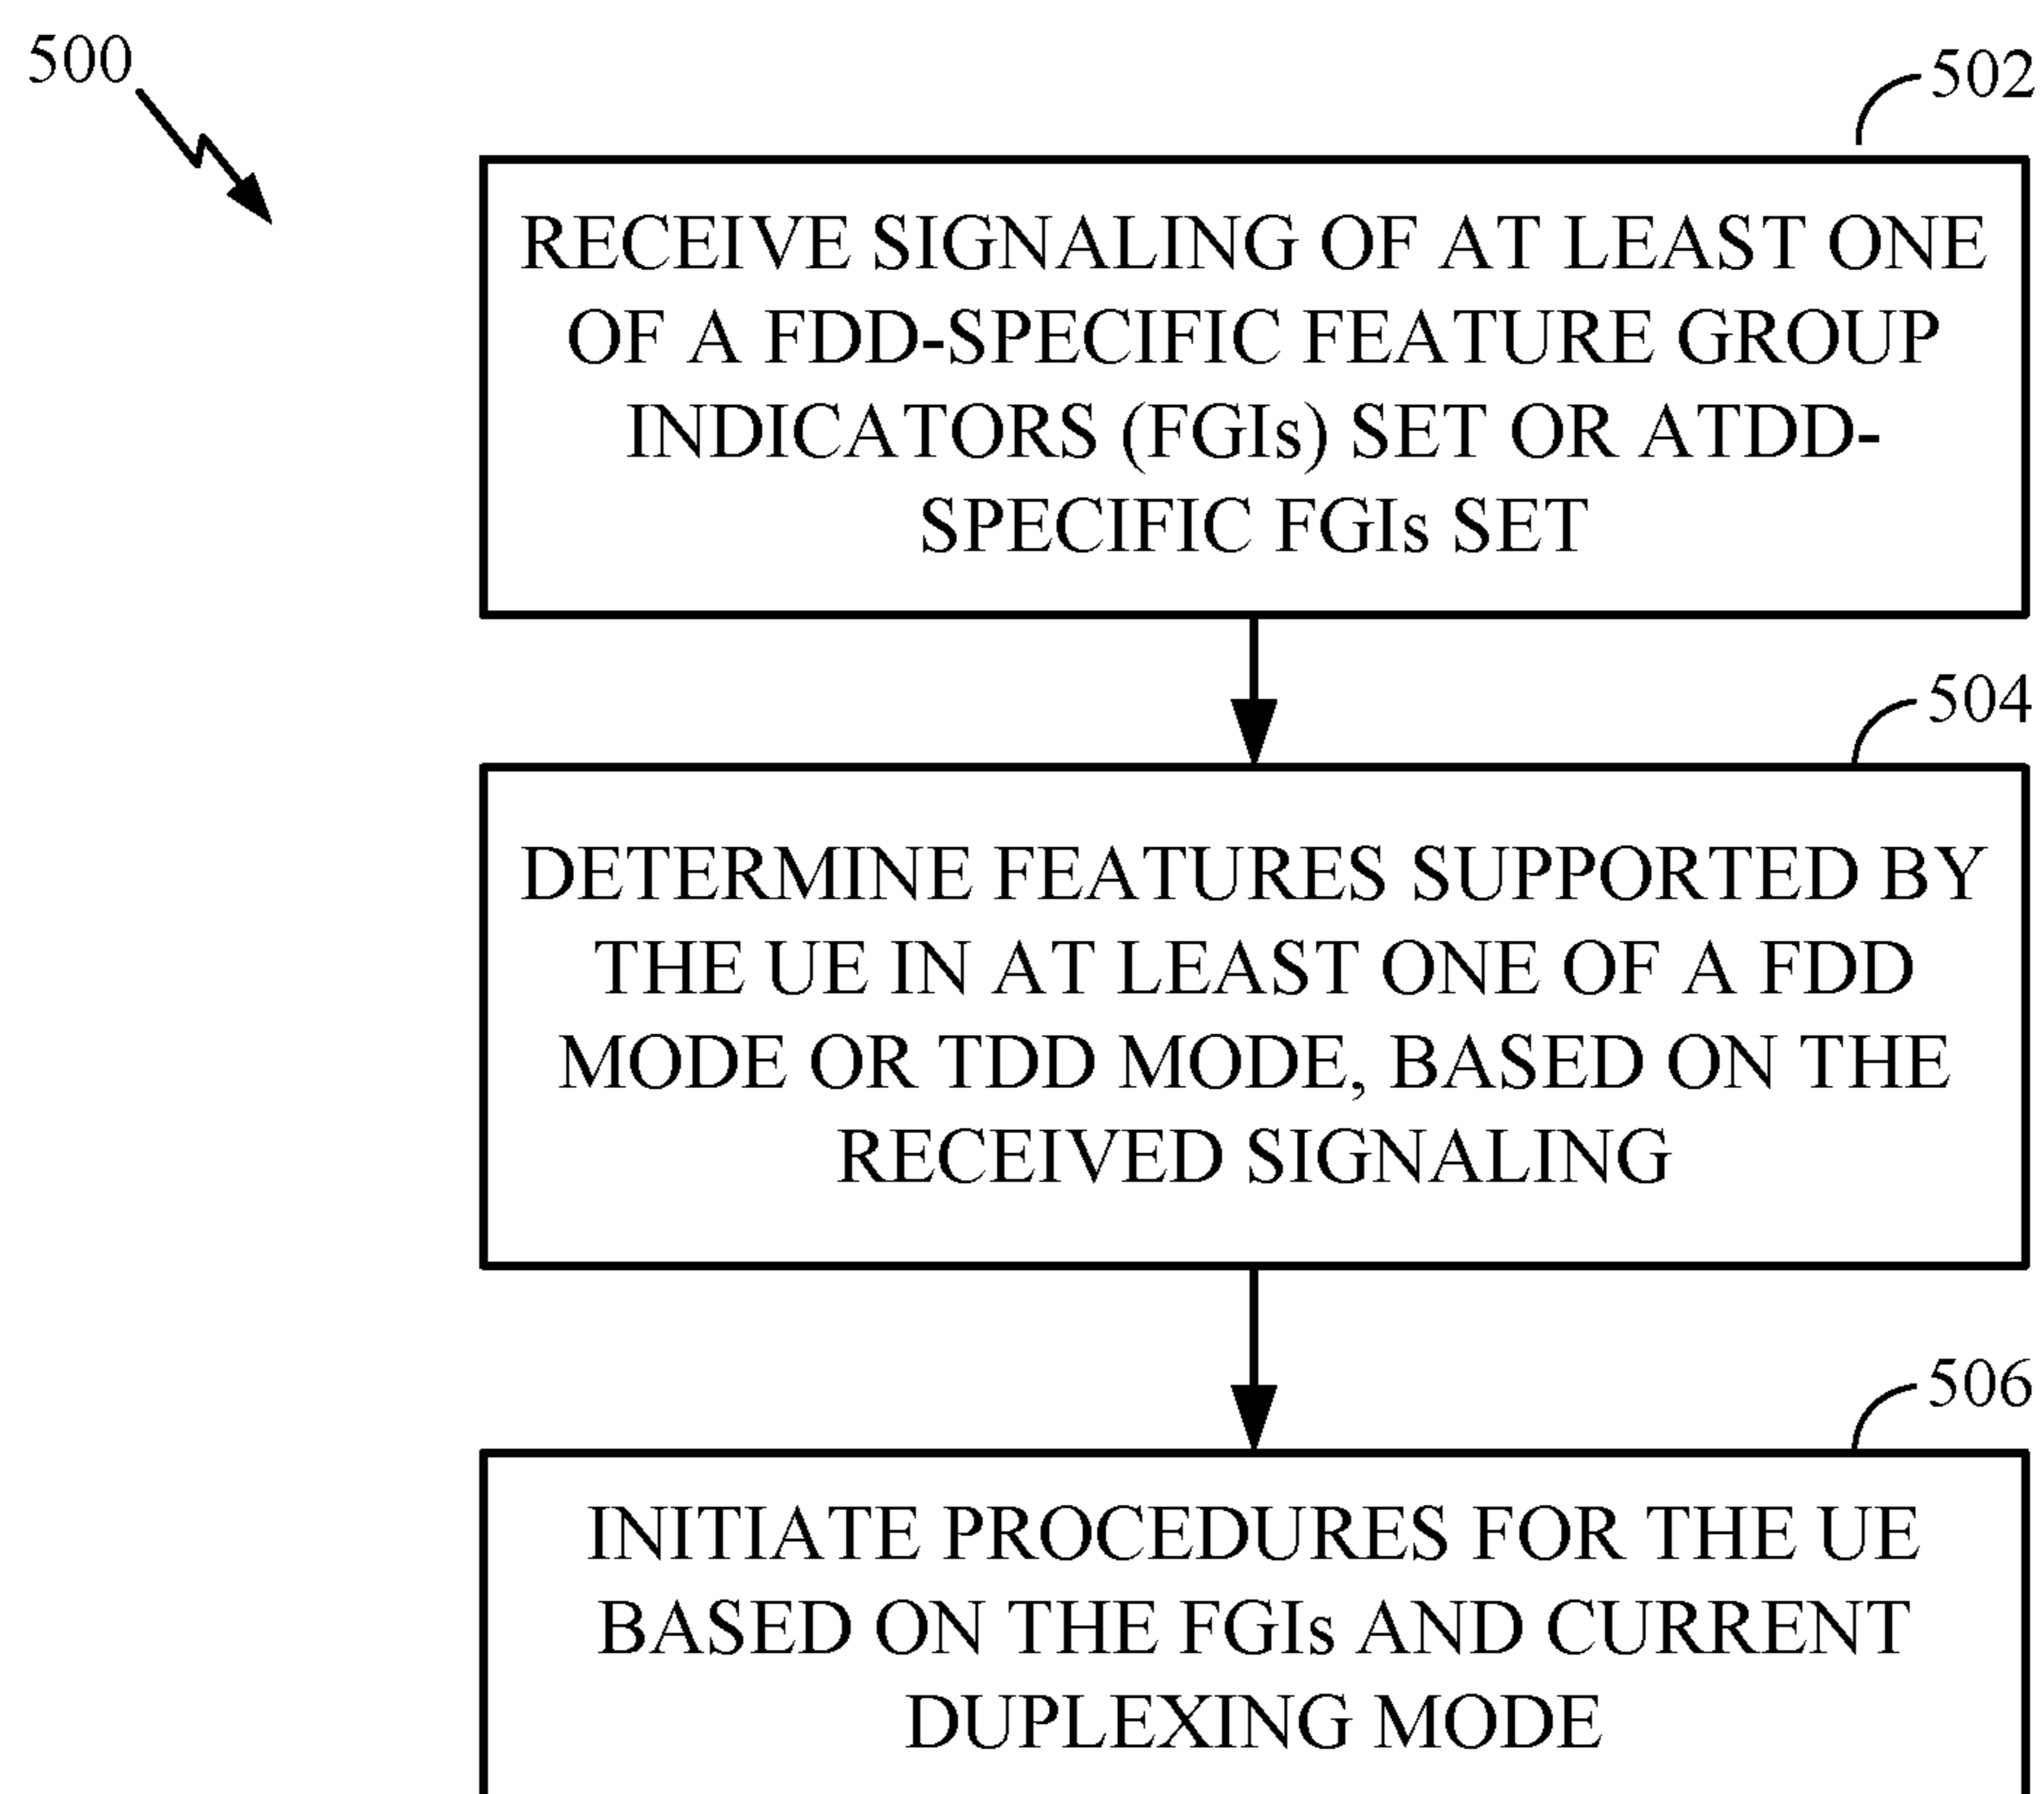 500
502
RECEIVE SIGNALING OF AT LEAST ONE
OF A FDD-SPECIFIC FEATURE GROUP
INDICATORS (FGIs) SET OR ATDD-
SPECIFIC FGIs SET
504
DETERMINE FEATURES SUPPORTED BY
THE UE IN AT LEAST ONE OF A FDD
MODE OR TDD MODE, BASED ON THE
RECEIVED SIGNALING
506
INITIATE PROCEDURES FOR THE UE
BASED ON THE FGIs AND CURRENT
DUPLEXING MODE